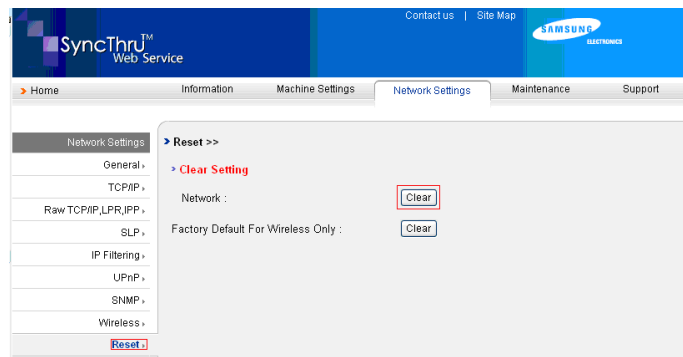 Contact us | Site Map
SAMSUNG
ELECTRONICS
SyncThru™
Web Service
Home
Information
Machine Settings
Network Settings
Maintenance
Support
Network Settings
General
TCP/IP
Raw TCP/IP,LPR,IPP
SLP
IP Filtering
UPnP
SNMP
Wireless
Reset
Reset >>
Clear Setting
Network : Clear
Factory Default For Wireless Only : Clear